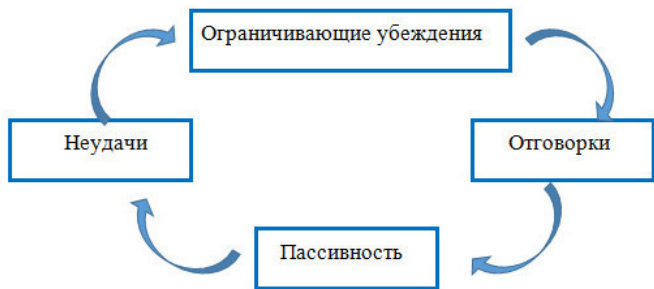 Ограничивающие убеждения
Неудачи
Отговорки
Пассивность